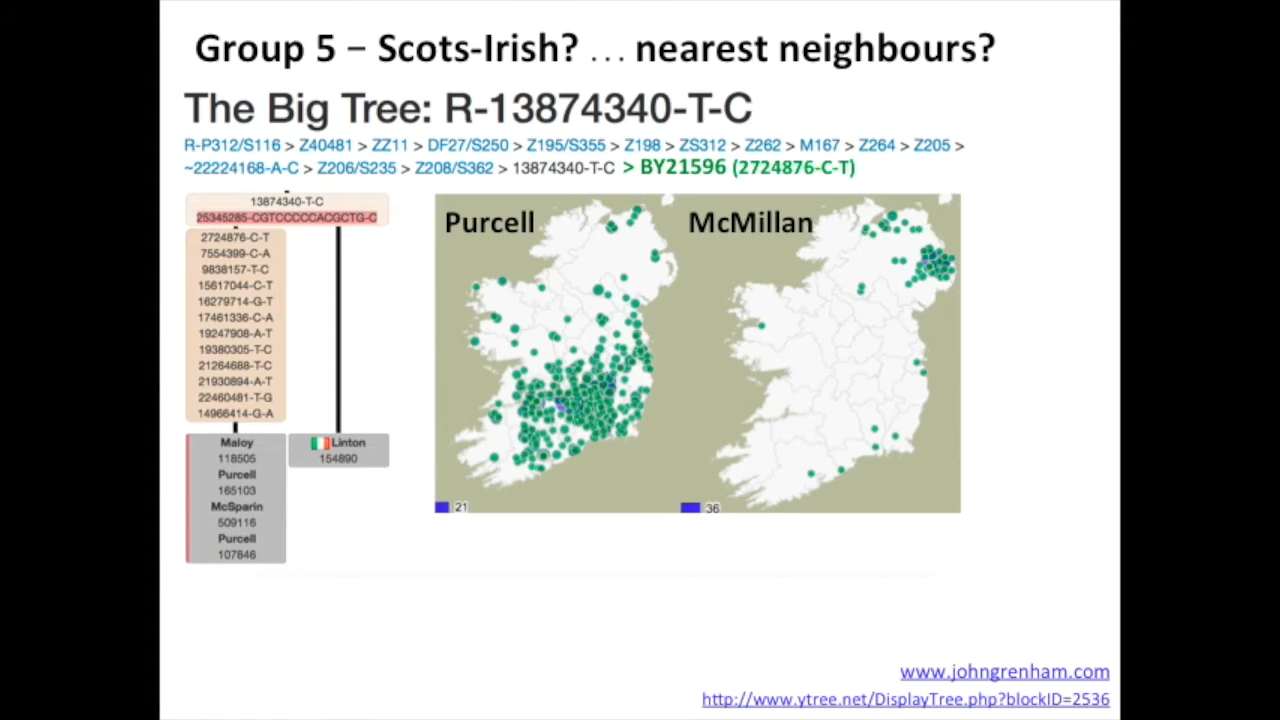 Group 5 – Scots-Irish? ... nearest neighbours?
The Big Tree: R-13874340-T-C
R-P312/S116 > Z40481 > ZZ11 > DF27/S250 > Z195/S355 > Z198 > ZS312 > Z262 > M167 > Z264 > Z205 >
~22224168-A-C > Z206/S235 > Z208/S362 > 13874340-T-C > BY21596 (2724876-C-T)
13874340-T-C
25345285-CGTCCCCCACGCTG-C
2724876-C-T
7554399-C-A
9838157-T-C
15617044-C-T
16279714-G-T
17461336-C-A
19247908-A-T
19380305-T-C
21264688-T-C
21930894-A-T
22460481-T-G
14966414-G-A
Maloy
118505
Purcell
165103
McSparin
509116
Purcell
107846
Linton
154890
Purcell
McMillan
21
36
www.johngrenham.com
http://www.ytree.net/DisplayTree.php?blockID=2536